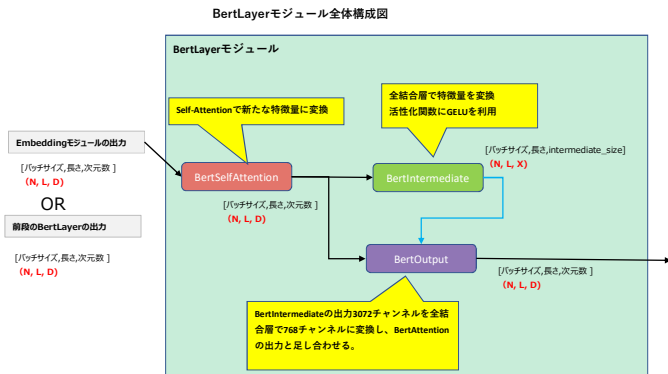 BertLayerモジュール全体構成図
BertLayerモジュール
Self-Attentionで新たな特徴量に変換
全結合層で特徴量を変換
活性化関数にGELUを利用
Embeddingモジュールの出力
[バッチサイズ,長さ,次元数 ]
(N, L, D)
OR
前段のBertLayerの出力
[バッチサイズ,長さ,次元数 ]
(N, L, D)
BertSelfAttention
[バッチサイズ,長さ,次元数 ]
(N, L, D)
BertIntermediate
[バッチサイズ,長さ,intermediate_size]
(N, L, X)
BertOutput
[バッチサイズ,長さ,次元数 ]
(N, L, D)
BertIntermediateの出力3072チャンネルを全結
合層で768チャンネルに変換し、BertAttention
の出力と足し合わせる。